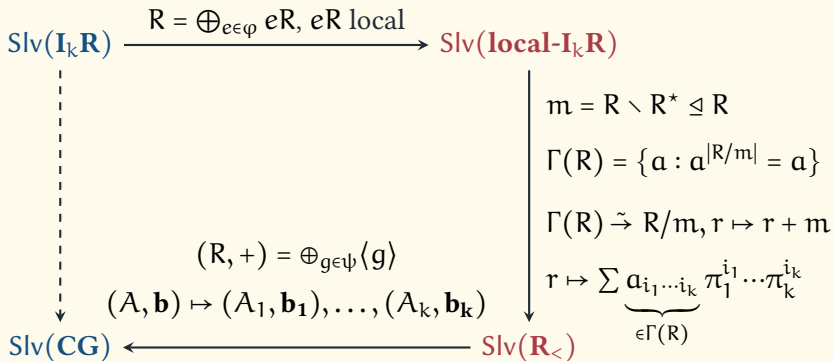 R = ⊕_{e∈φ} eR, eR local
Slv(I_kR)
Slv(local-I_kR)
m = R ∖ R* ⊴ R
Γ(R) = {a : a^{|R/m|} = a}
Γ(R) →̃ R/m, r ↦ r + m
(R, +) = ⊕_{g∈ψ}⟨g⟩
r ↦ ∑ a_{i_1⋯i_k} π_1^{i_1}⋯π_k^{i_k}
∈Γ(R)
(A, b) ↦ (A_1, b_1), …, (A_k, b_k)
Slv(CG)
Slv(R_<)